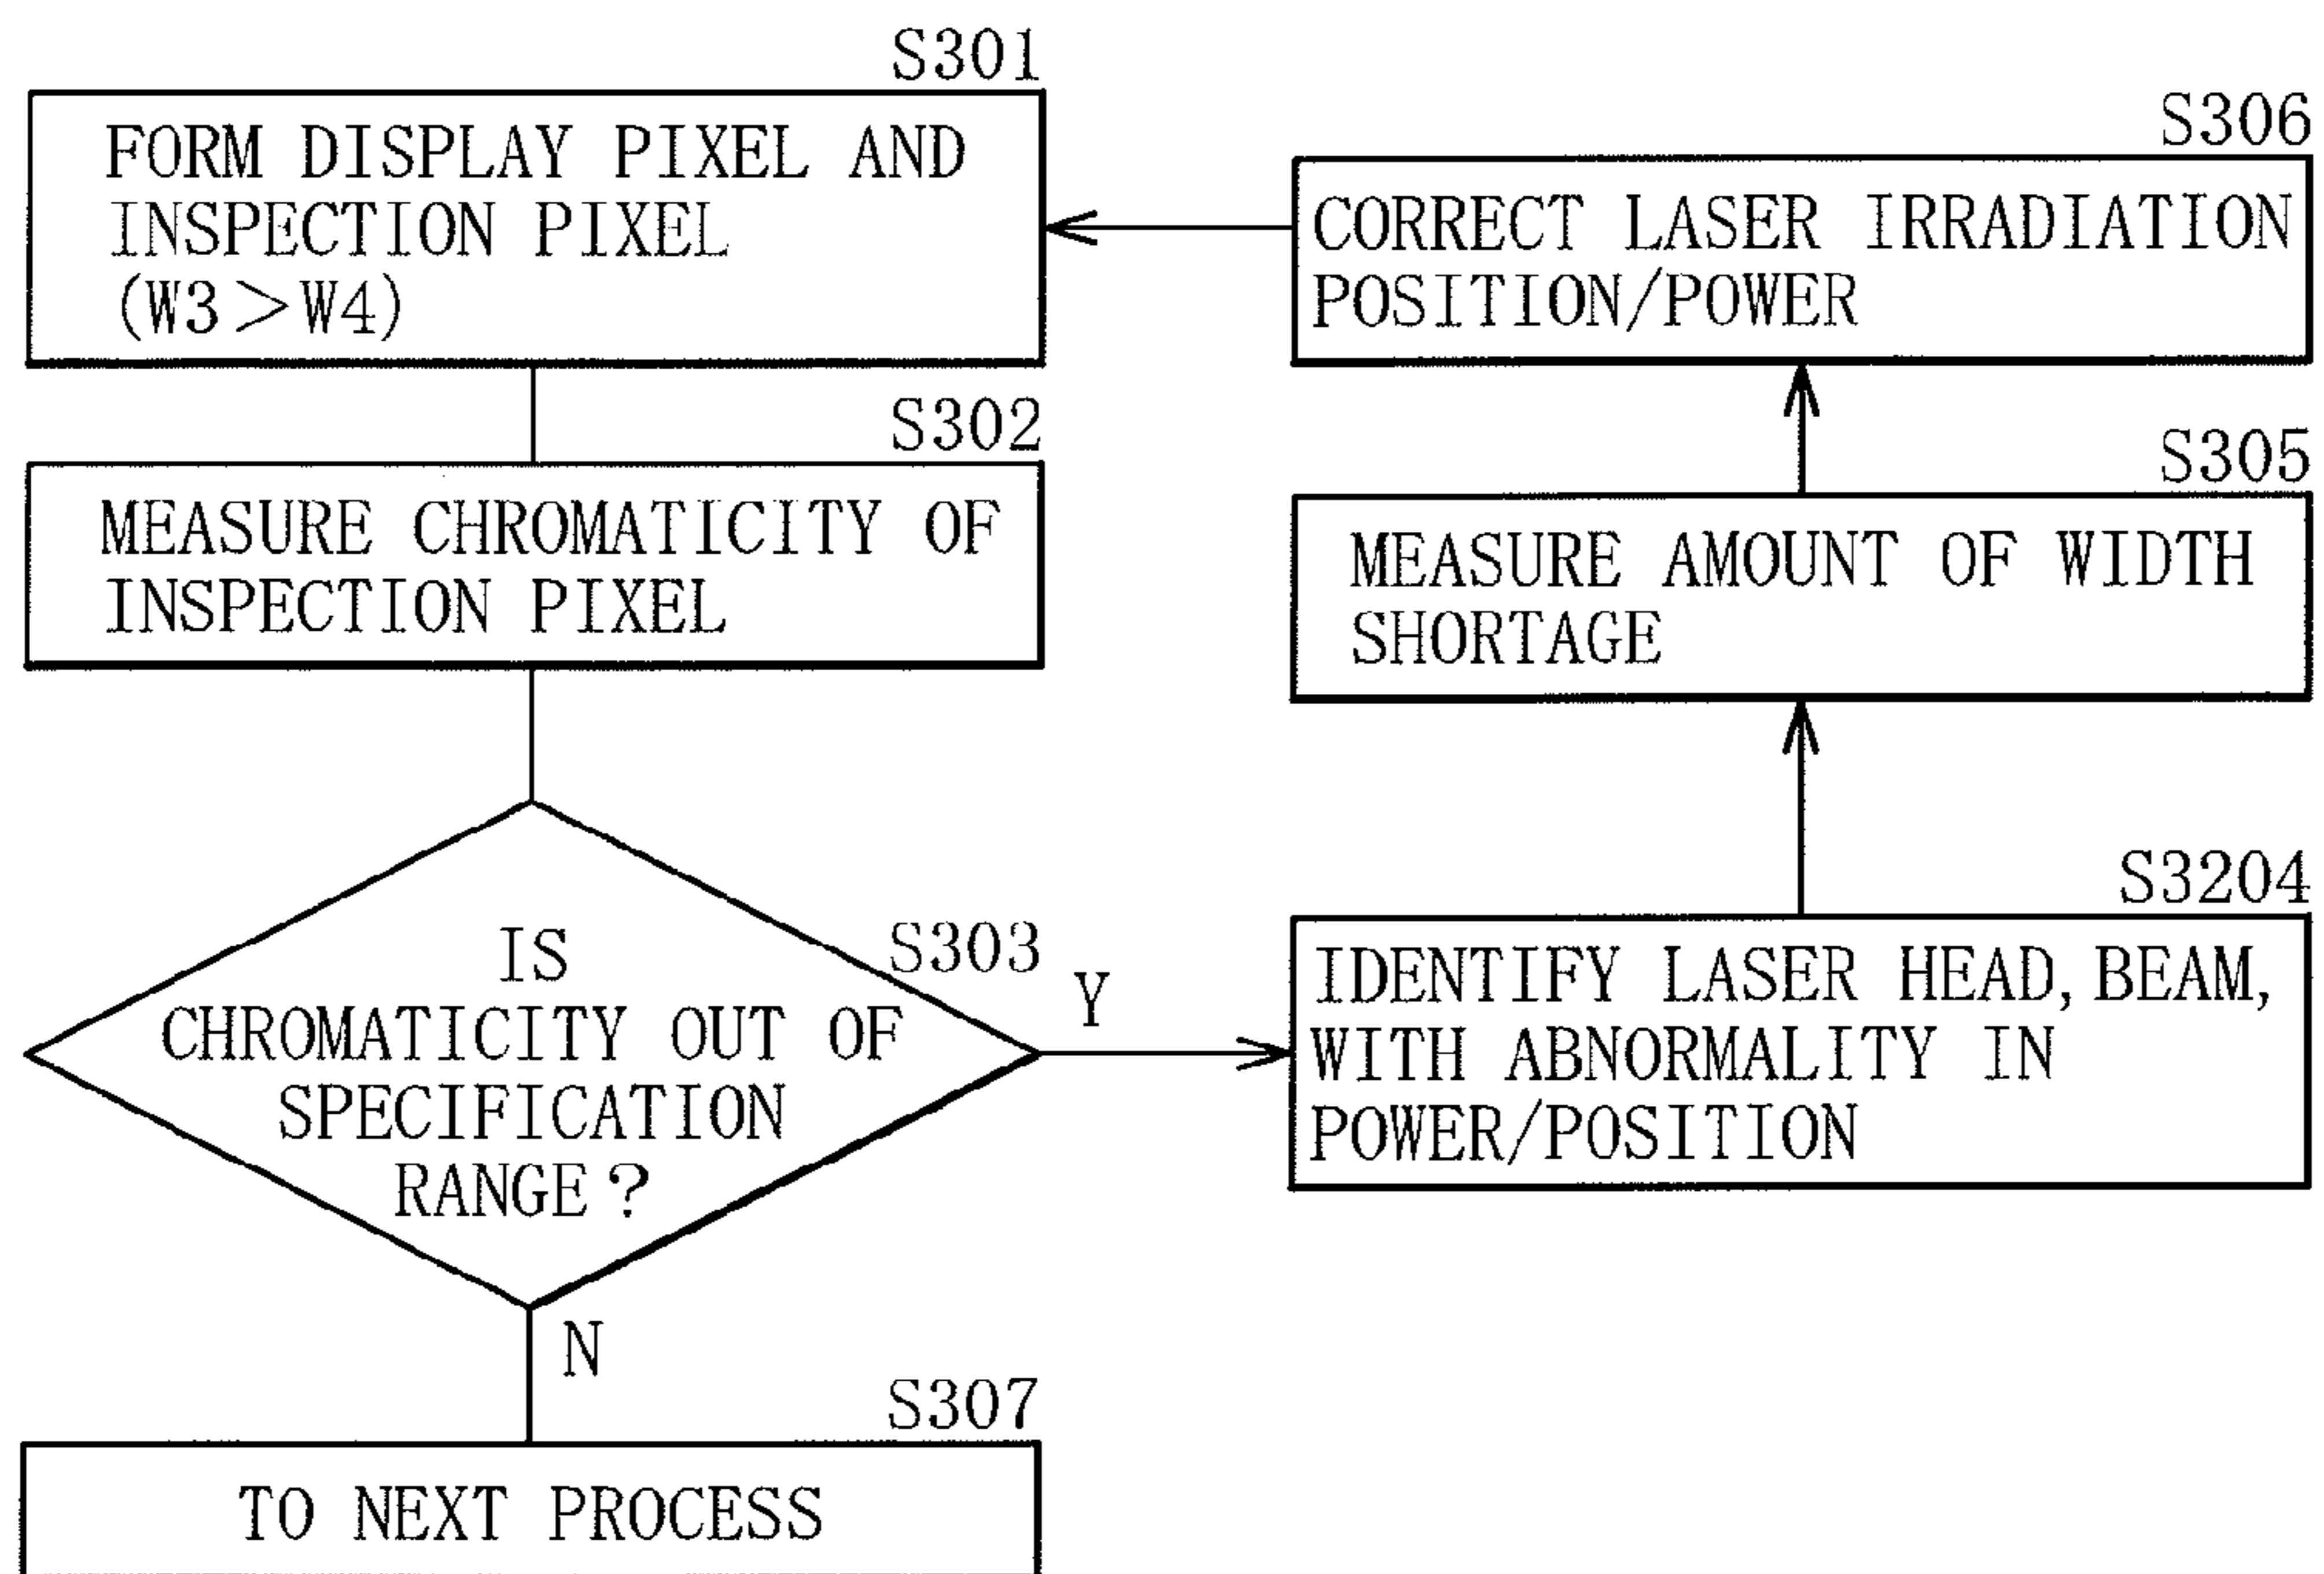 S301
FORM DISPLAY PIXEL AND
INSPECTION PIXEL
(W3>W4)
S302
MEASURE CHROMATICITY OF
INSPECTION PIXEL
S303
IS
CHROMATICITY OUT OF
SPECIFICATION
RANGE?
Y
N
S3204
IDENTIFY LASER HEAD, BEAM,
WITH ABNORMALITY IN
POWER/POSITION
S305
MEASURE AMOUNT OF WIDTH
SHORTAGE
S306
CORRECT LASER IRRADIATION
POSITION/POWER
S307
TO NEXT PROCESS